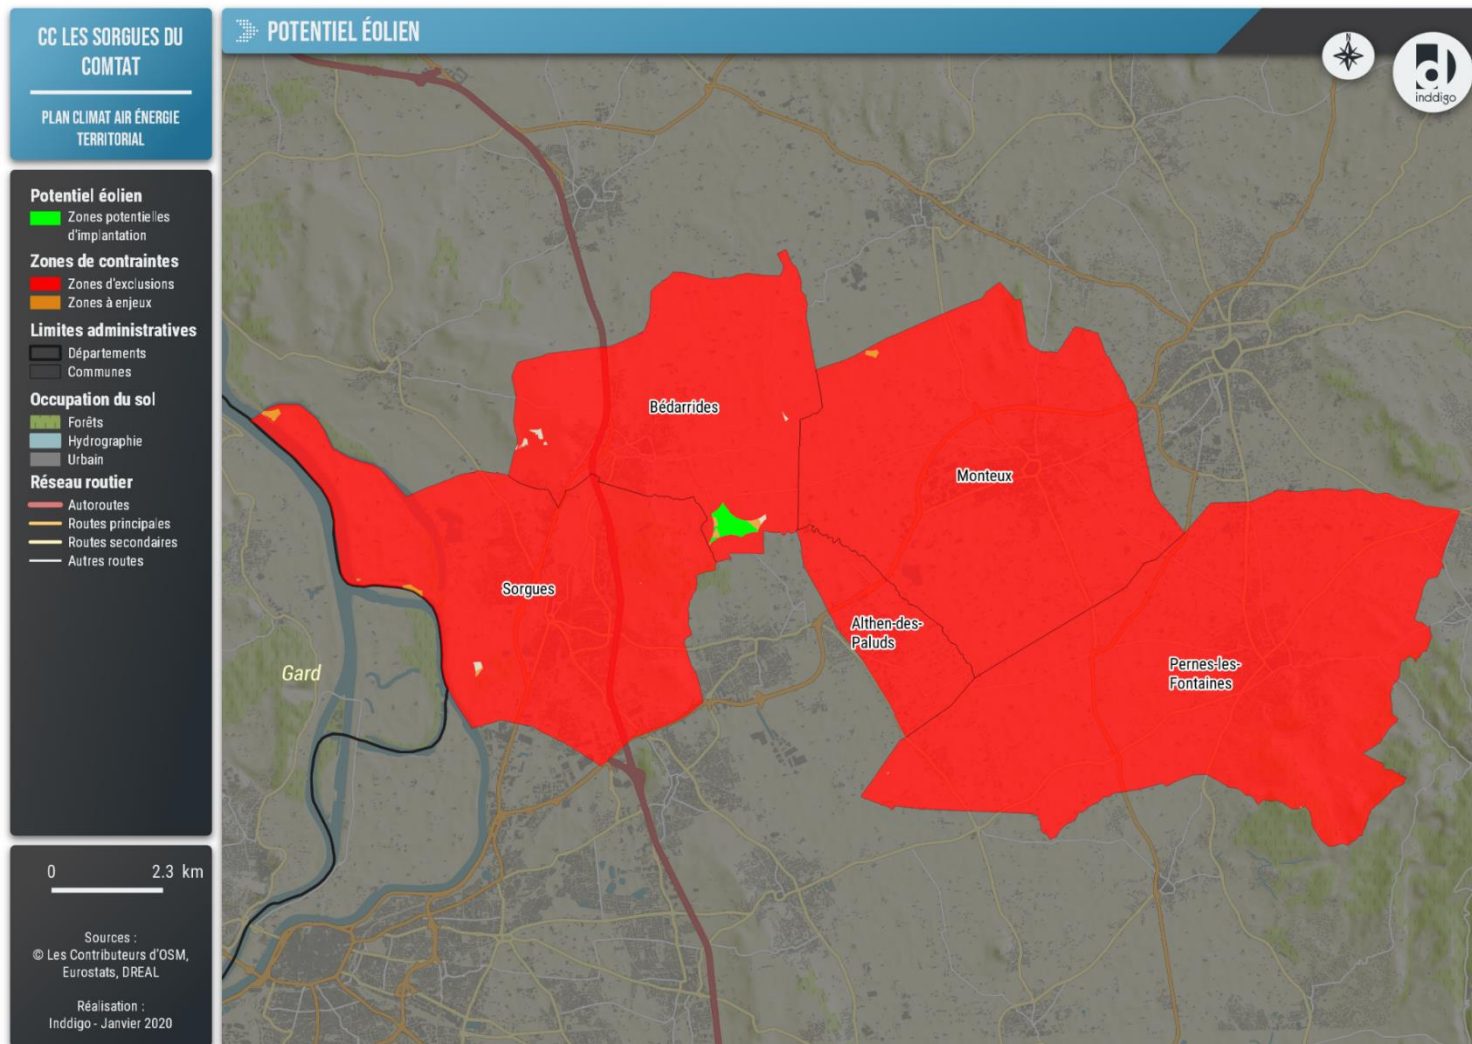 CC LES SORGUES DU
COMTAT
PLAN CLIMAT AIR ÉNERGIE
TERRITORIAL
POTENTIEL ÉOLIEN
N
inddigo
Potentiel éolien
Zones potentielles
d'implantation
Zones de contraintes
Zones d'exclusions
Zones à enjeux
Limites administratives
Départements
Communes
Occupation du sol
Forêts
Hydrographie
Urbain
Réseau routier
Autoroutes
Routes principales
Routes secondaires
Autres routes
Bédarrides
Monteux
Sorgues
Althen-des-
Paluds
Pernes-les-
Fontaines
Gard
0 2.3 km
Sources :
© Les Contributeurs d'OSM,
Eurostats, DREAL
Réalisation :
Inddigo - Janvier 2020